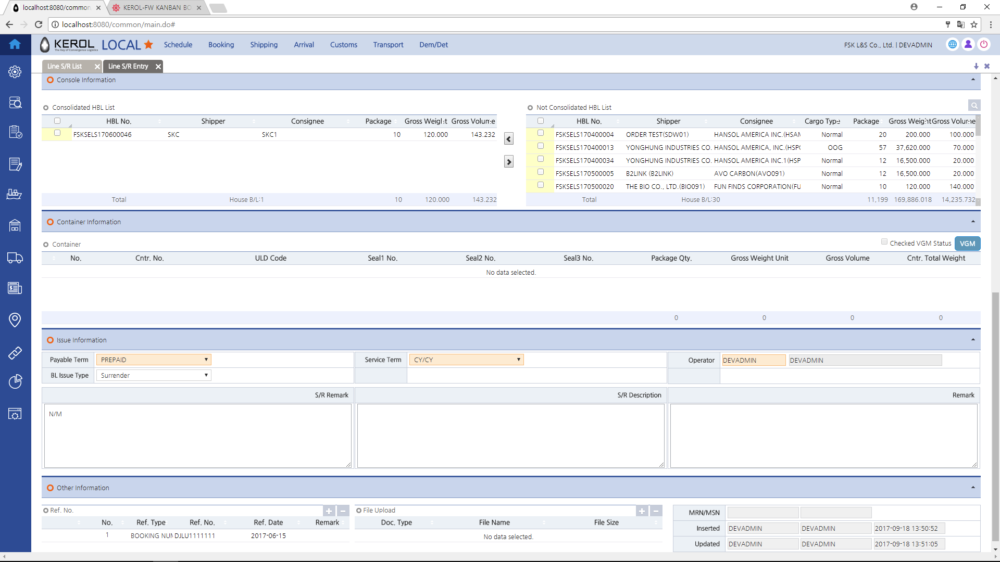 localhost:8080/common
KEROL-FW KANBAN BO
localhost:8080/common/main.do#
KEROL LOCAL
The Key of Convergence Logistics
Schedule Booking Shipping Arrival Customs Transport Dem/Det
FSK L&S Co., Ltd. | DEVADMIN
Line S/R List Line S/R Entry
Console Information
Consolidated HBL List
HBL No. Shipper Consignee Package Gross Weight Gross Volume
FSKSELS170600046 SKC SKC1 10 120.000 143.232
Total House B/L:1 10 120.000 143.232
Not Consolidated HBL List
HBL No. Shipper Consignee Cargo Type Package Gross Weight Gross Volume
FSKSELS170400004 ORDER TEST(SDW01) HANSOL AMERICA INC.(HSAN Normal 20 200.000 100.000
FSKSELS170400013 YONGHUNG INDUSTRIES CO. HANSOL AMERICA, INC.(HSPC OOG 57 37,620.000 70.000
FSKSELS170400034 YONGHUNG INDUSTRIES CO. HANSOL AMERICA INC.1(HSP Normal 12 16,500.000 20.000
FSKSELS170500005 B2LINK (B2LINK) AVO CARBON(AVO091) Normal 12 16,500.000 20.000
FSKSELS170500020 THE BIO CO., LTD.(BIO091) FUN FINDS CORPORATION(FU Normal 10 120.000 140.000
Total House B/L:30 11,199 169,886.018 14,235.732
Container Information
Container
Checked VGM Status VGM
No. Cntr. No. ULD Code Seal1 No. Seal2 No. Seal3 No. Package Qty. Gross Weight Unit Gross Volume Cntr. Total Weight
No data selected.
0 0 0 0
Issue Information
Payable Term PREPAID Service Term CY/CY Operator DEVADMIN DEVADMIN
BL Issue Type Surrender
S/R Remark S/R Description Remark
N/M
Other Information
Ref. No.
No. Ref. Type Ref. No. Ref. Date Remark
1 BOOKING NUM DJLU1111111 2017-06-15
File Upload
Doc. Type File Name File Size
No data selected.
MRN/MSN
Inserted DEVADMIN DEVADMIN 2017-09-18 13:50:52
Updated DEVADMIN DEVADMIN 2017-09-18 13:51:05